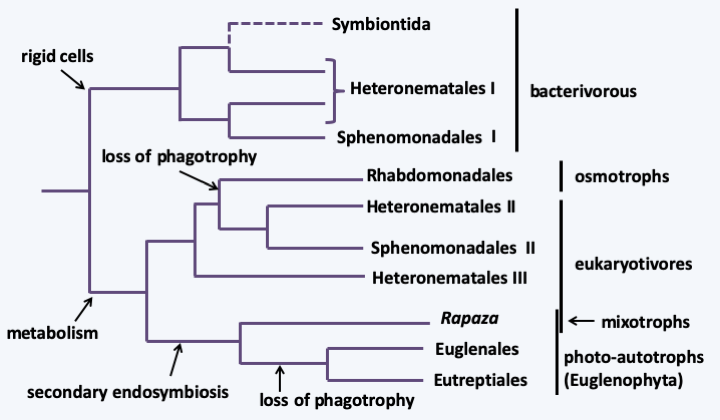 Symbiontida
rigid cells
Heteronematales I
bacterivorous
Sphenomonadales I
loss of phagotrophy
Rhabdomonadales
osmotrophs
Heteronematales II
Sphenomonadales II
eukaryotivores
Heteronematales III
Rapaza
mixotrophs
metabolism
Euglenales
photo-autotrophs
(Euglenophyta)
Eutreptiales
secondary endosymbiosis
loss of phagotrophy